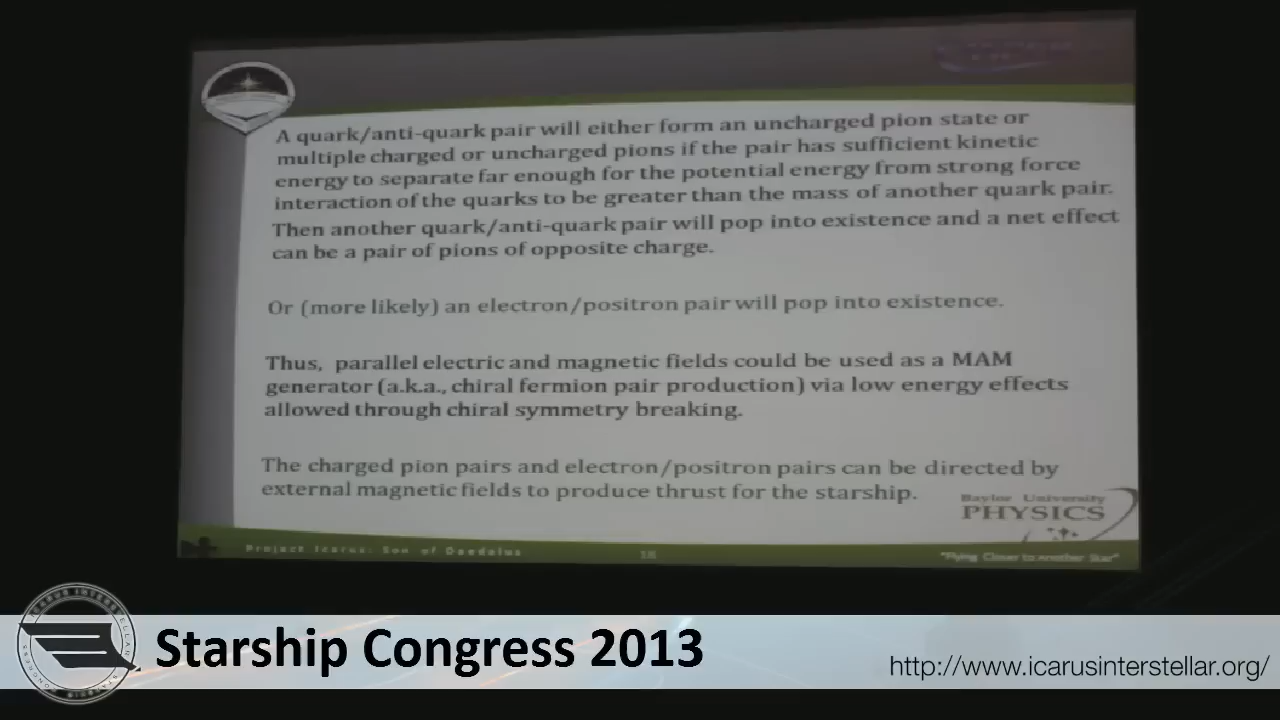 A quark/anti-quark pair will either form an uncharged pion state or
multiple charged or uncharged pions if the pair has sufficient kinetic
energy to separate far enough for the potential energy from strong force
interaction of the quarks to be greater than the mass of another quark pair.
Then another quark/anti-quark pair will pop into existence and a net effect
can be a pair of pions of opposite charge.
Or (more likely) an electron/positron pair will pop into existence.
Thus, parallel electric and magnetic fields could be used as a MAM
generator (a.k.a., chiral fermion pair production) via low energy effects
allowed through chiral symmetry breaking.
The charged pion pairs and electron/positron pairs can be directed by
external magnetic fields to produce thrust for the starship.
Baylor University
PHYSICS
Project Icarus: Son of Daedalus
"Flying Closer to Another Star"
ICARUS INTERSTELLAR
STARSHIP CONGRESS
Starship Congress 2013
http://www.icarusinterstellar.org/